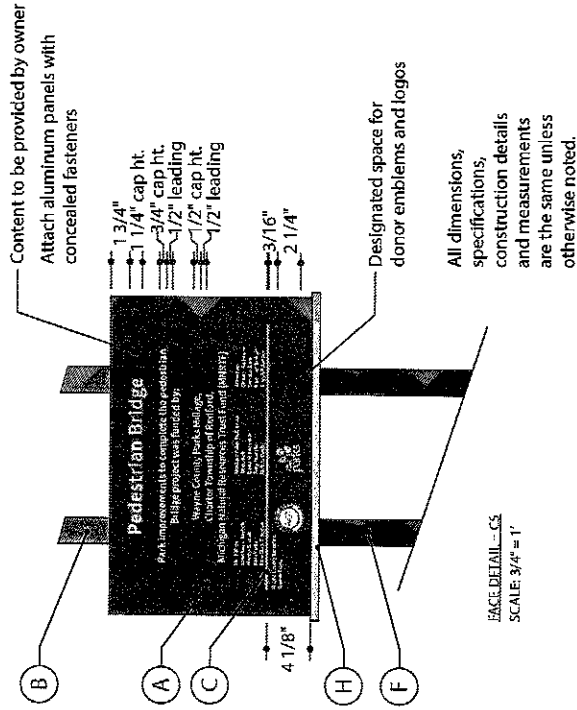 Content to be provided by owner
Attach aluminum panels with
concealed fasteners
B
A
C
H
F
1 3/4"
1 1/4" cap ht.
3/4" cap ht.
1/2" leading
1/2" cap ht.
1/2" leading
3/16"
2 1/4"
4 1/8"
Pedestrian Bridge
Park improvements to complete the pedestrian
Bridge project was funded by:
Wayne County Parks Millage,
Charter Township of Redford,
Michigan Natural Resources Trust Fund (MNRTF)
parks
Designated space for
donor emblems and logos
All dimensions,
specifications,
construction details
and measurements
are the same unless
otherwise noted.
FACE DETAIL - CS
SCALE: 3/4" = 1'